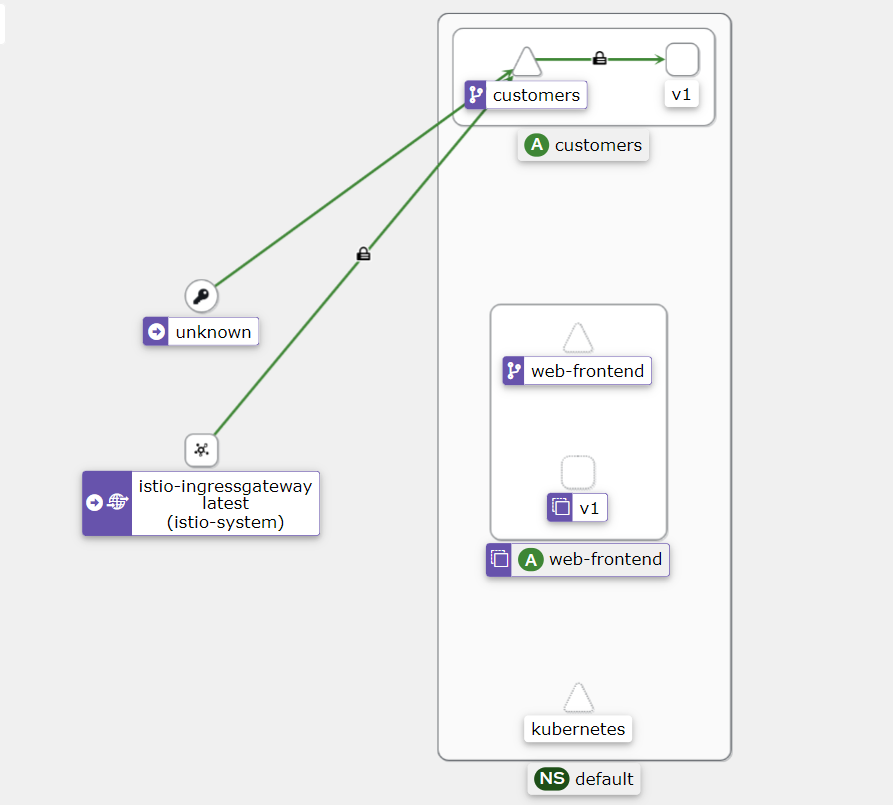 customers
v1
A customers
unknown
web-frontend
istio-ingressgateway
latest
(istio-system)
v1
A web-frontend
kubernetes
NS default